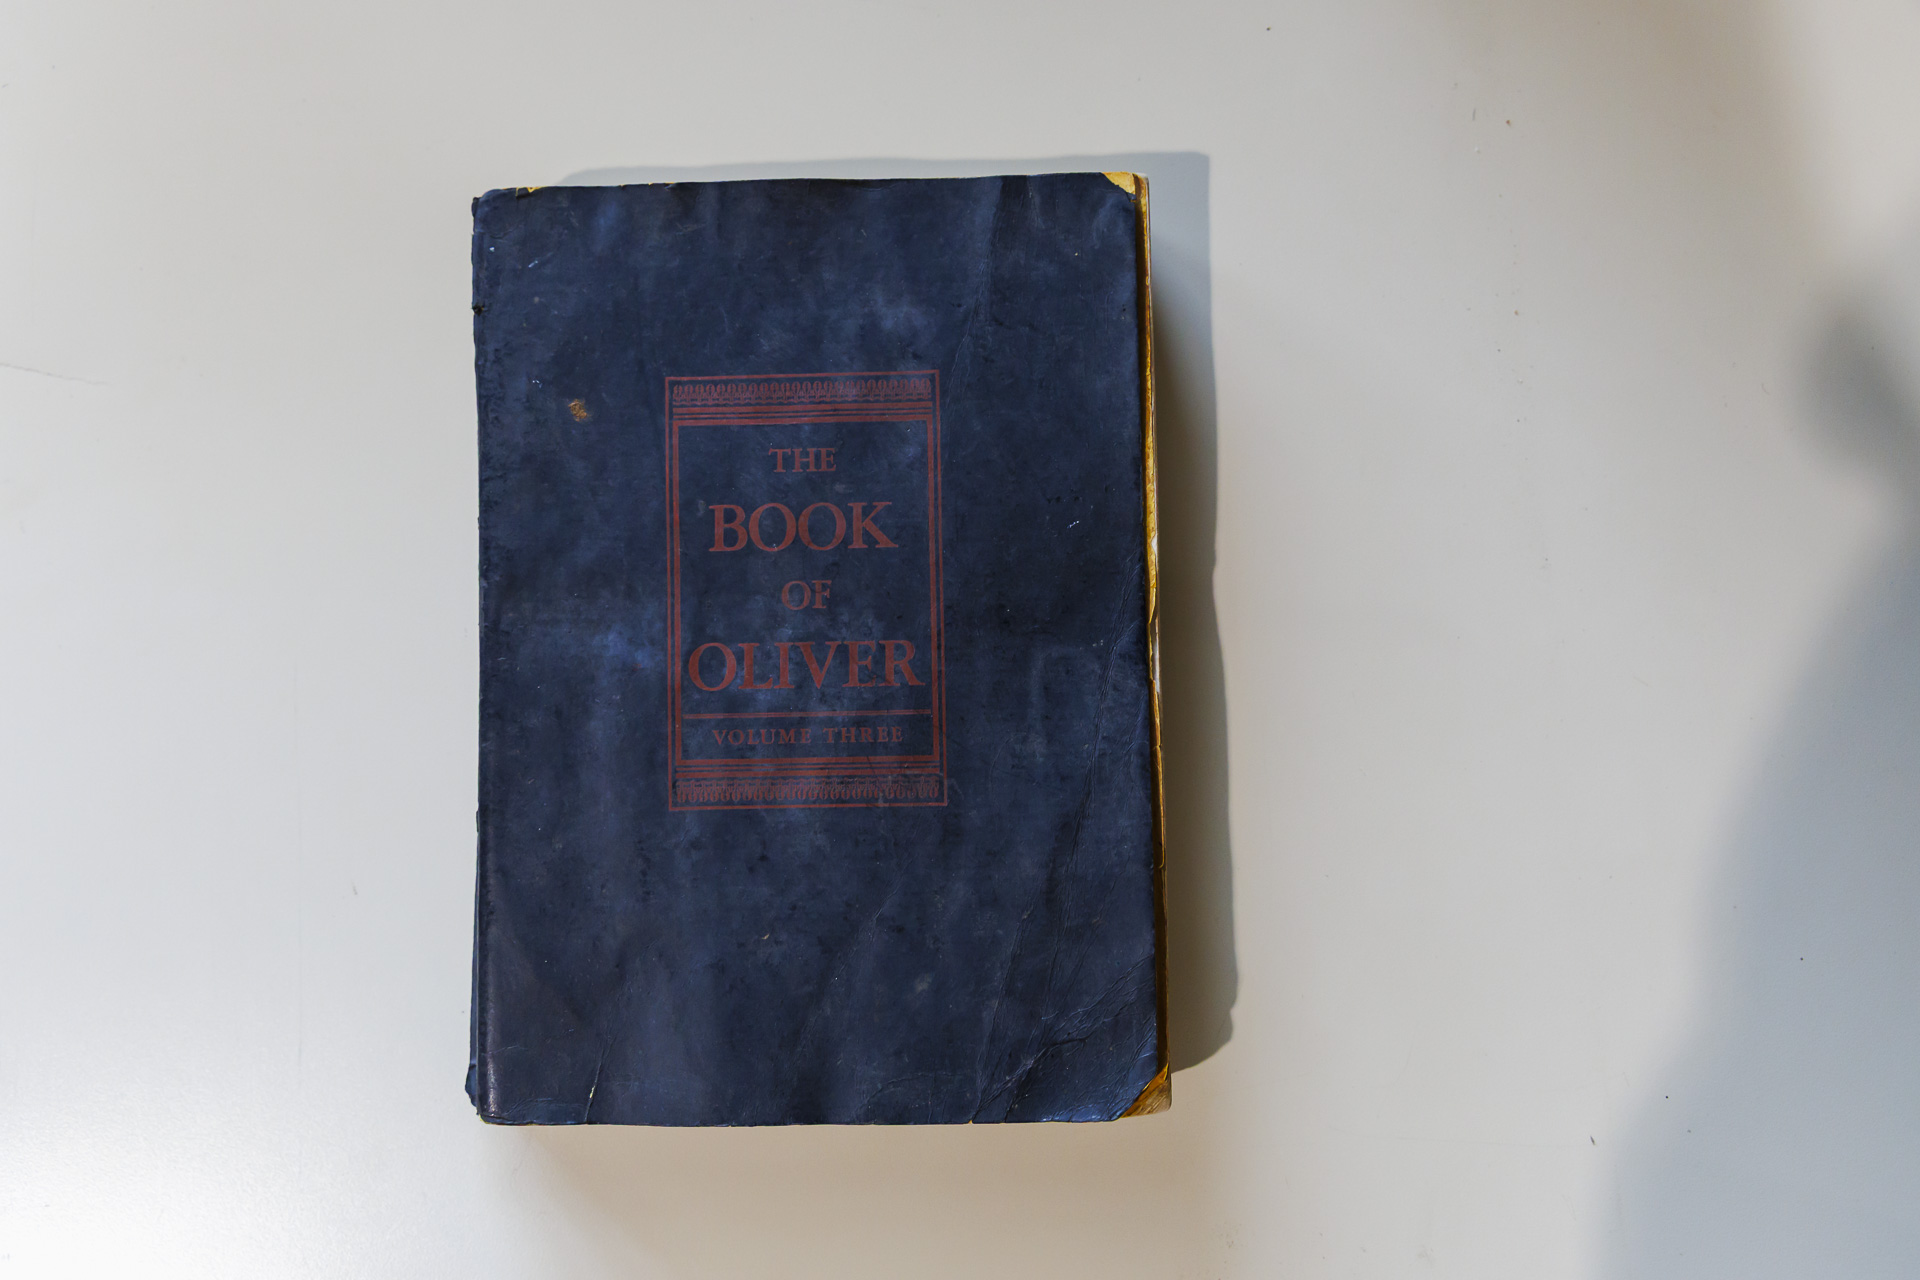 THE
BOOK
OF
OLIVER
VOLUME THREE